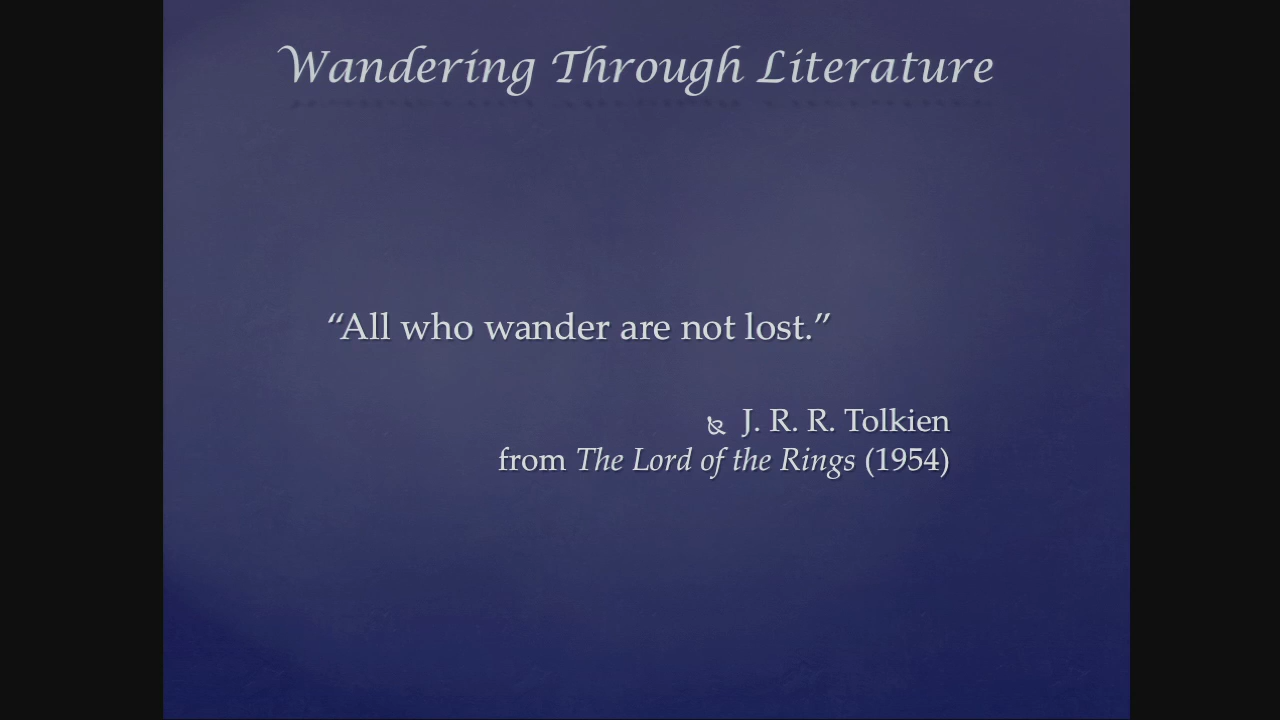 Wandering Through Literature
“All who wander are not lost.”
J. R. R. Tolkien
from The Lord of the Rings (1954)